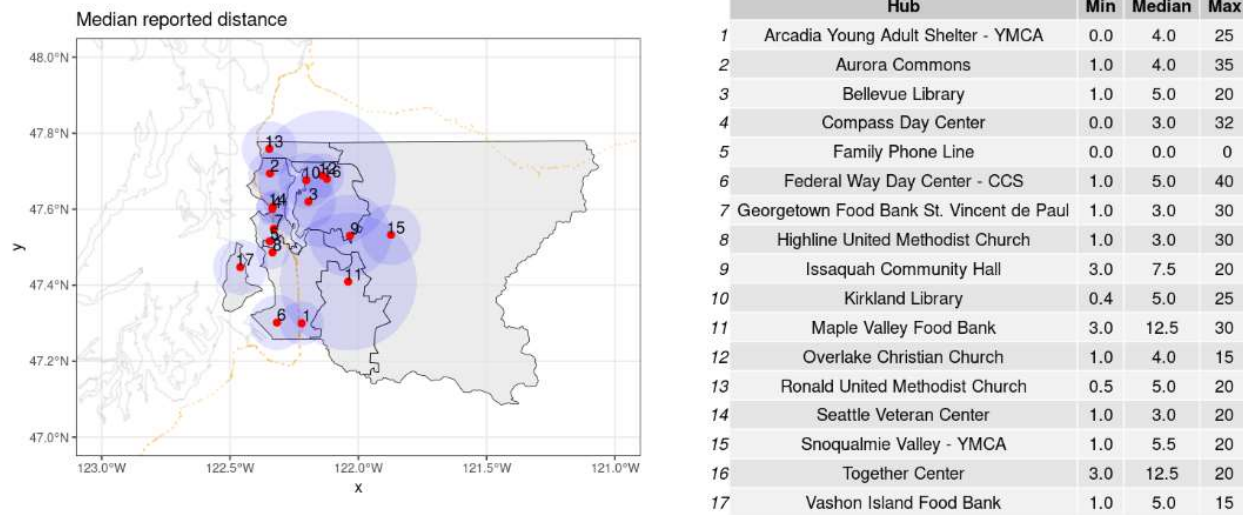 Median reported distance
48.0°N
47.8°N
47.6°N
47.4°N
47.2°N
47.0°N
y
123.0°W 122.5°W 122.0°W 121.5°W 121.0°W
x
13
2
10
16
3
7
9
15
17
11
6
1
Hub Min Median Max
1 Arcadia Young Adult Shelter - YMCA 0.0 4.0 25
2 Aurora Commons 1.0 4.0 35
3 Bellevue Library 1.0 5.0 20
4 Compass Day Center 0.0 3.0 32
5 Family Phone Line 0.0 0.0 0
6 Federal Way Day Center - CCS 1.0 5.0 40
7 Georgetown Food Bank St. Vincent de Paul 1.0 3.0 30
8 Highline United Methodist Church 1.0 3.0 30
9 Issaquah Community Hall 3.0 7.5 20
10 Kirkland Library 0.4 5.0 25
11 Maple Valley Food Bank 3.0 12.5 30
12 Overlake Christian Church 1.0 4.0 15
13 Ronald United Methodist Church 0.5 5.0 20
14 Seattle Veteran Center 1.0 3.0 20
15 Snoqualmie Valley - YMCA 1.0 5.5 20
16 Together Center 3.0 12.5 20
17 Vashon Island Food Bank 1.0 5.0 15